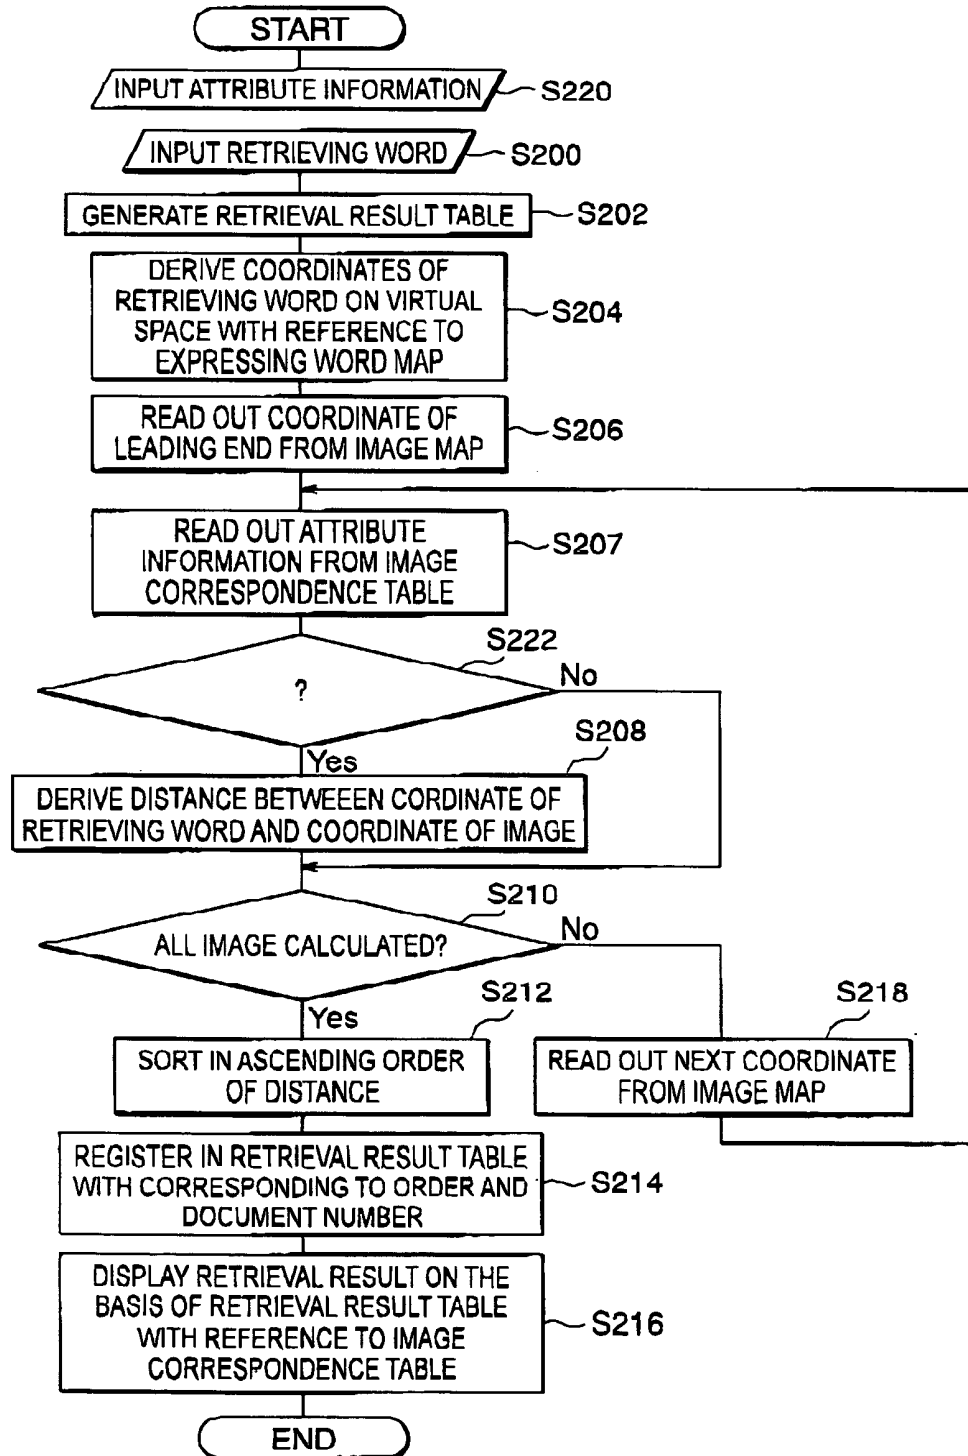 START
INPUT ATTRIBUTE INFORMATION
S220
INPUT RETRIEVING WORD
S200
GENERATE RETRIEVAL RESULT TABLE
S202
DERIVE COORDINATES OF
RETRIEVING WORD ON VIRTUAL
SPACE WITH REFERENCE TO
EXPRESSING WORD MAP
S204
READ OUT COORDINATE OF
LEADING END FROM IMAGE MAP
S206
READ OUT ATTRIBUTE
INFORMATION FROM IMAGE
CORRESPONDENCE TABLE
S207
S222
?
No
Yes
S208
DERIVE DISTANCE BETWEEEN CORDINATE OF
RETRIEVING WORD AND COORDINATE OF IMAGE
S210
ALL IMAGE CALCULATED?
No
Yes
S212
SORT IN ASCENDING ORDER
OF DISTANCE
S218
READ OUT NEXT COORDINATE
FROM IMAGE MAP
REGISTER IN RETRIEVAL RESULT TABLE
WITH CORRESPONDING TO ORDER AND
DOCUMENT NUMBER
S214
DISPLAY RETRIEVAL RESULT ON THE
BASIS OF RETRIEVAL RESULT TABLE
WITH REFERENCE TO IMAGE
CORRESPONDENCE TABLE
S216
END